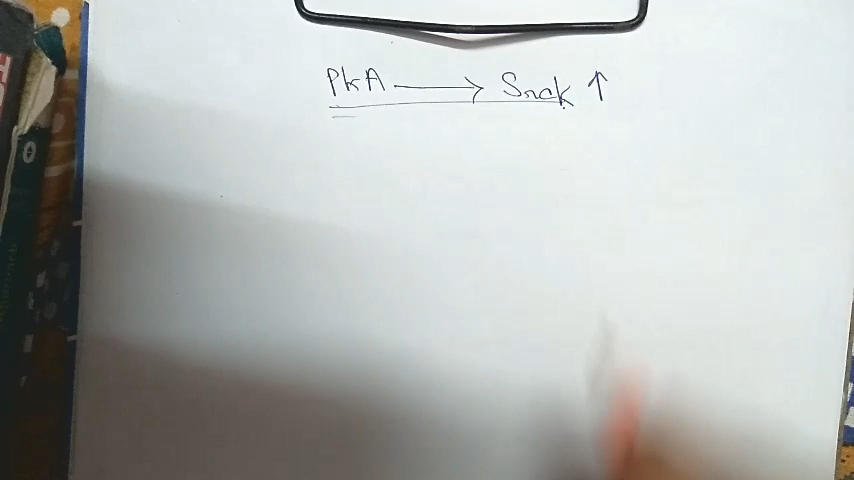 PkA → Snck ↑